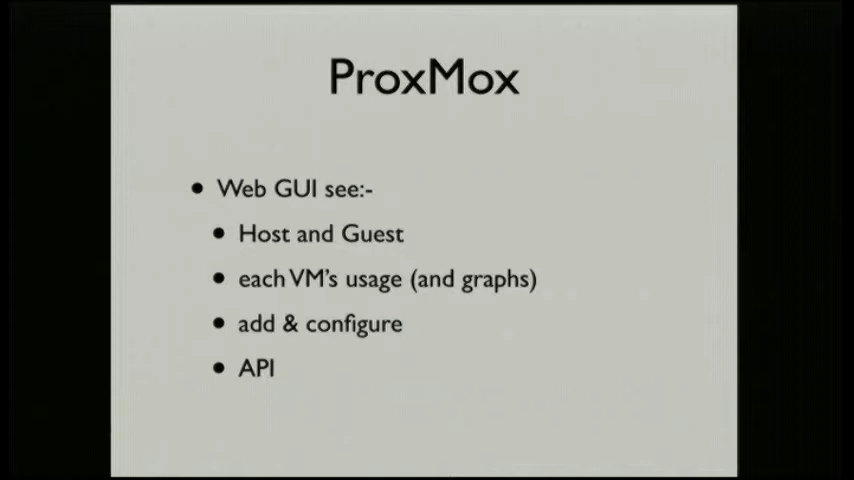 ProxMox
• Web GUI see:-
• Host and Guest
• each VM's usage (and graphs)
• add & configure
• API